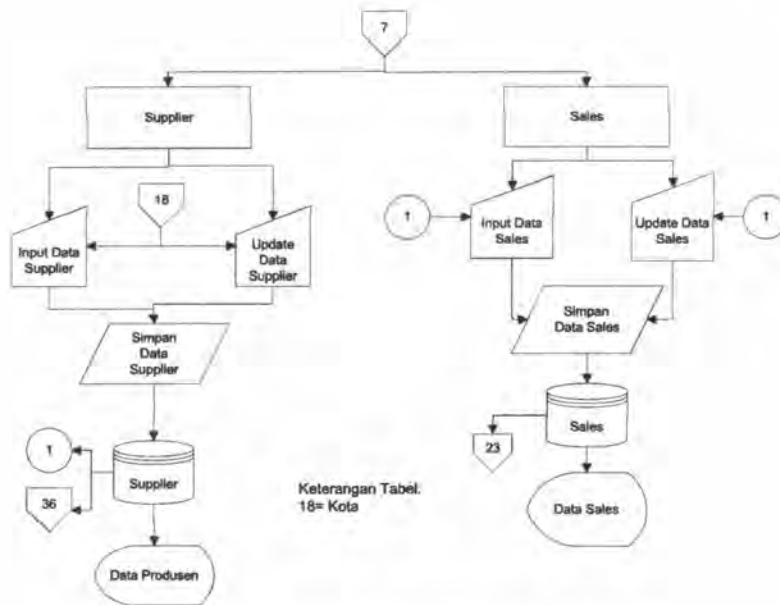 7
Supplier
Sales
18
1
1
Input Data
Supplier
Update
Data
Supplier
Input Data
Sales
Update Data
Sales
Simpan
Data
Supplier
Simpan
Data Sales
1
36
Supplier
23
Sales
Keterangan Tabel:
18= Kota
Data Produsen
Data Sales